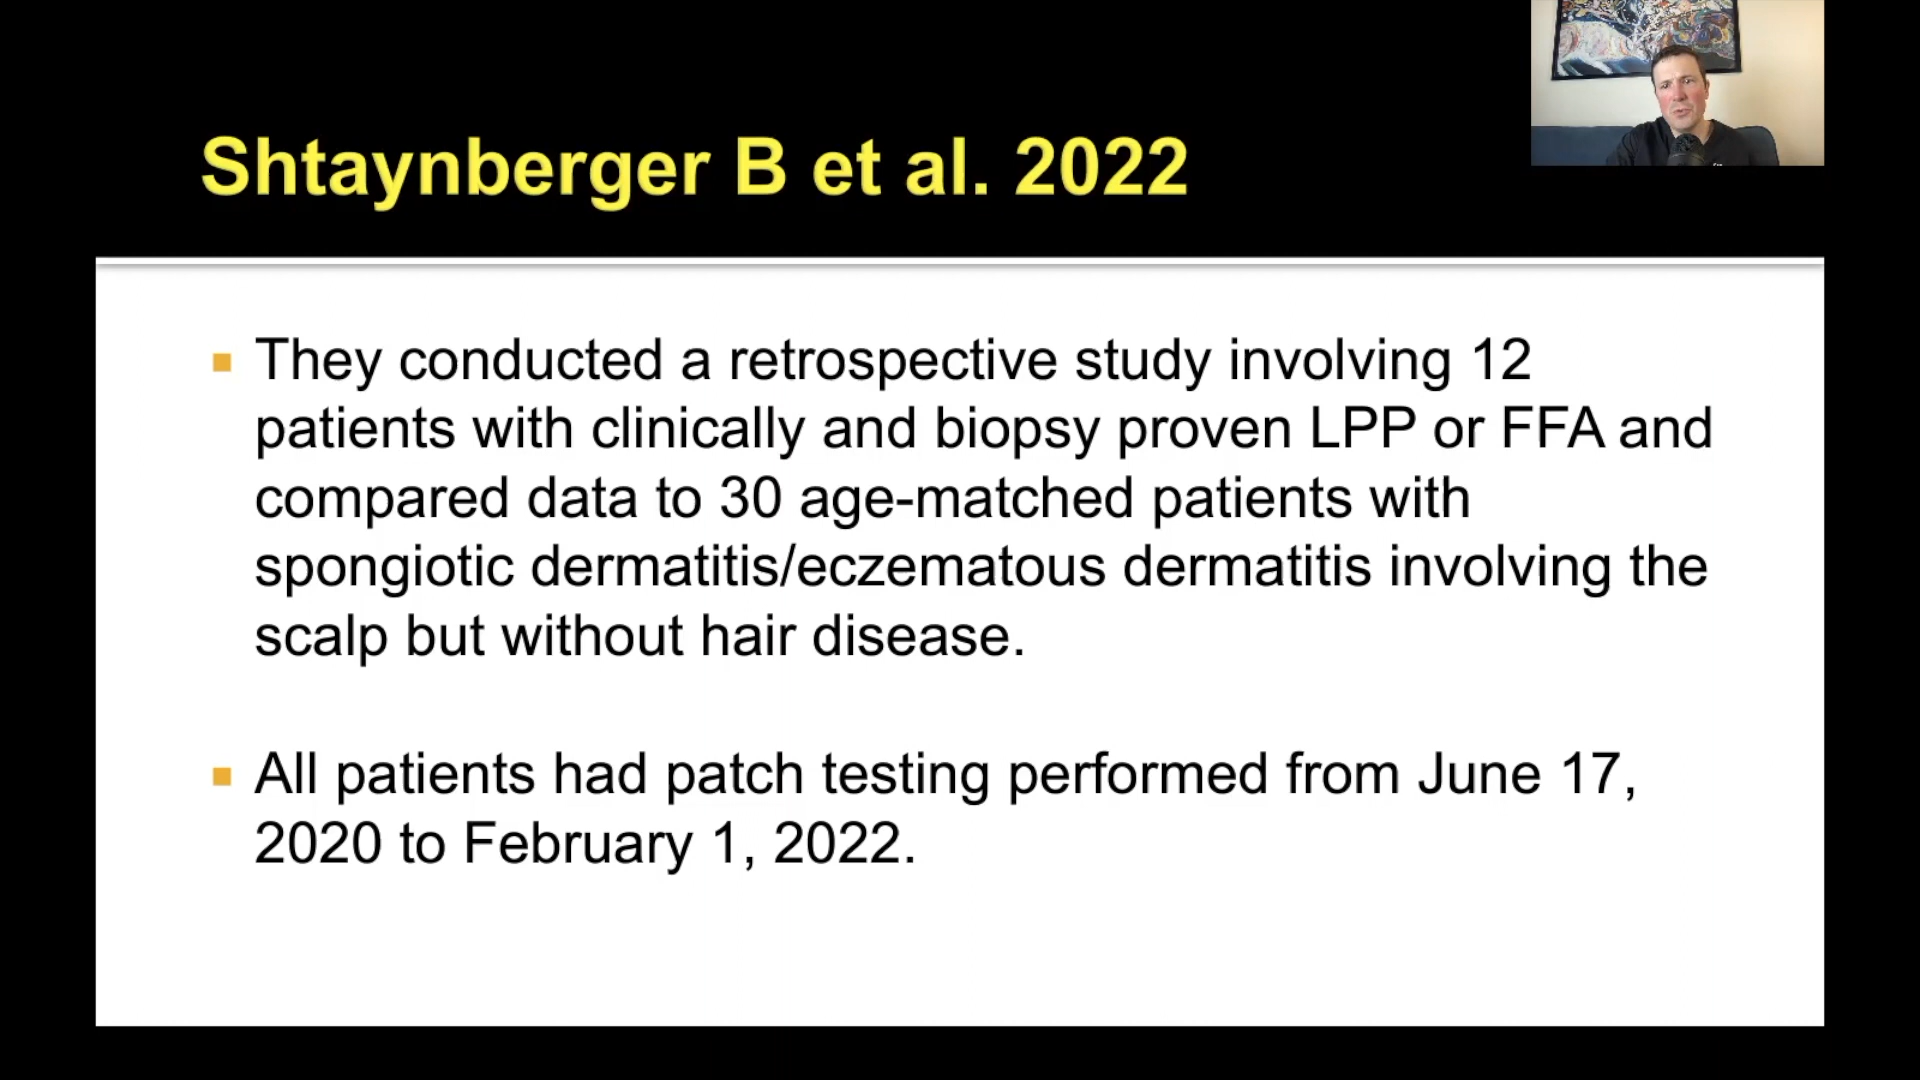 Shtaynberger B et al. 2022
They conducted a retrospective study involving 12
patients with clinically and biopsy proven LPP or FFA and
compared data to 30 age-matched patients with
spongiotic dermatitis/eczematous dermatitis involving the
scalp but without hair disease.
All patients had patch testing performed from June 17,
2020 to February 1, 2022.